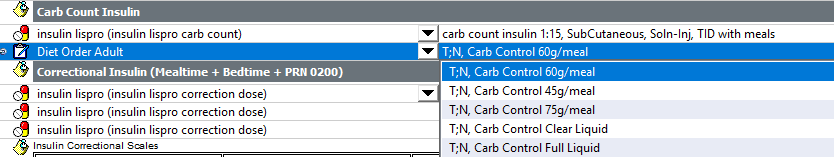 Carb Count Insulin
insulin lispro (insulin lispro carb count) carb count insulin 1:15, SubCutaneous, Soln-Inj, TID with meals
Diet Order Adult T;N, Carb Control 60g/meal
Correctional Insulin (Mealtime + Bedtime + PRN 0200) T;N, Carb Control 60g/meal
T;N, Carb Control 45g/meal
insulin lispro (insulin lispro correction dose)
insulin lispro (insulin lispro correction dose) T;N, Carb Control 75g/meal
insulin lispro (insulin lispro correction dose) T;N, Carb Control Clear Liquid
Insulin Correctional Scales T;N, Carb Control Full Liquid